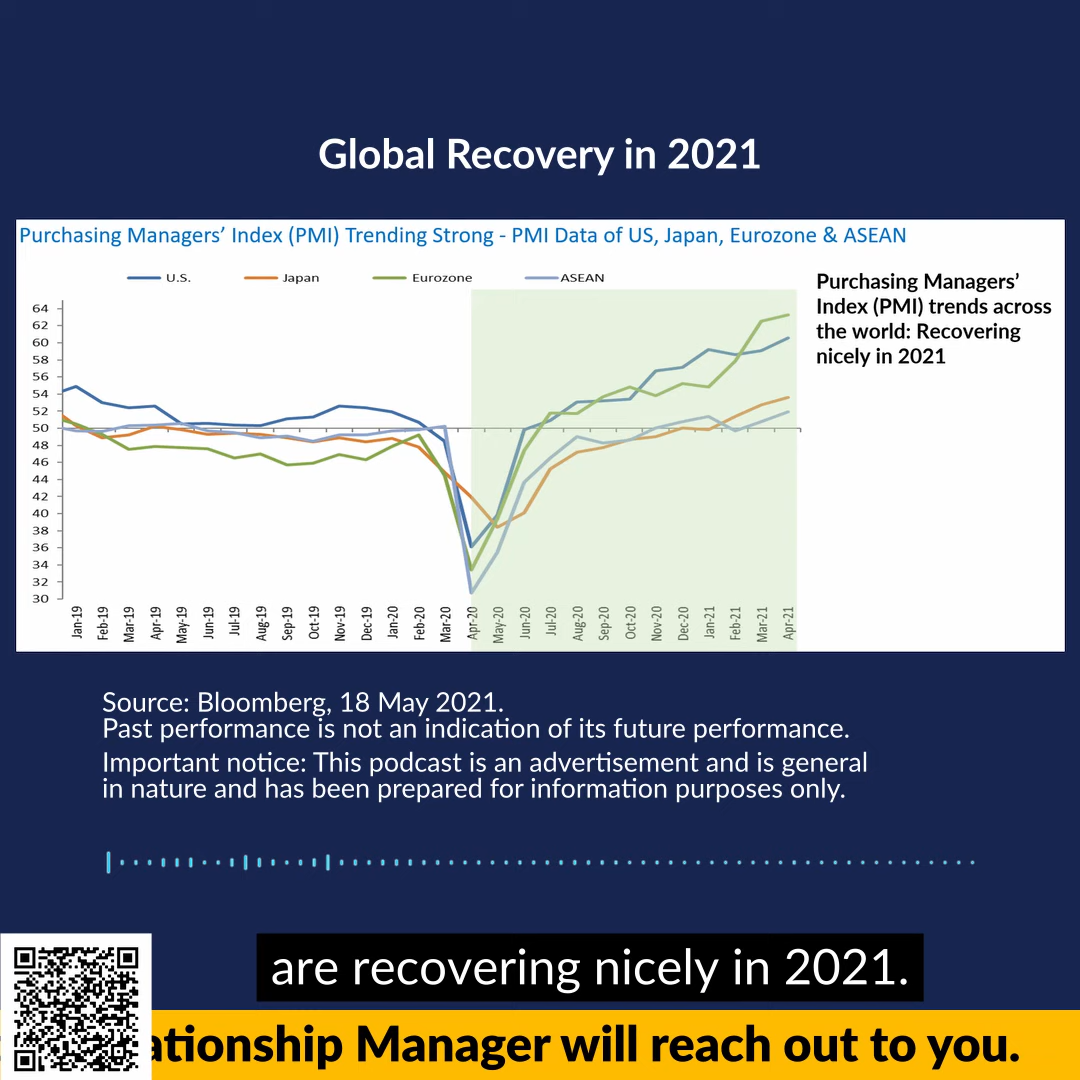 Global Recovery in 2021
Purchasing Managers’ Index (PMI) Trending Strong - PMI Data of US, Japan, Eurozone & ASEAN
U.S. Japan Eurozone ASEAN
Purchasing Managers’
Index (PMI) trends across
the world: Recovering
nicely in 2021
64
62
60
58
56
54
52
50
48
46
44
42
40
38
36
34
32
30
Jan-19 Feb-19 Mar-19 Apr-19 May-19 Jun-19 Jul-19 Aug-19 Sep-19 Oct-19 Nov-19 Dec-19 Jan-20 Feb-20 Mar-20 Apr-20 May-20 Jun-20 Jul-20 Aug-20 Sep-20 Oct-20 Nov-20 Dec-20 Jan-21 Feb-21 Mar-21 Apr-21
Source: Bloomberg, 18 May 2021.
Past performance is not an indication of its future performance.
Important notice: This podcast is an advertisement and is general
in nature and has been prepared for information purposes only.
are recovering nicely in 2021.
ationship Manager will reach out to you.